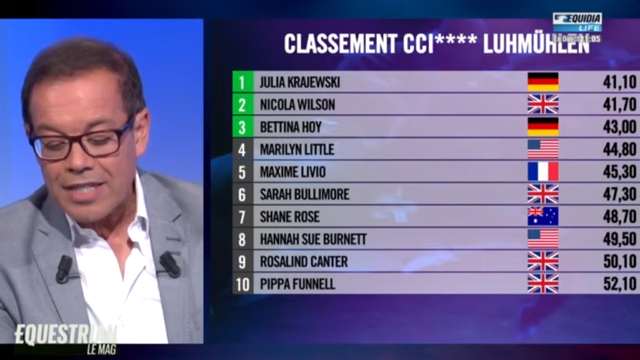 CLASSEMENT CCI**** LUHMÜHLEN
EQUIDIA
LIFE
1 JULIA KRAJEWSKI 41,10
2 NICOLA WILSON 41,70
3 BETTINA HOY 43,00
4 MARILYN LITTLE 44,80
5 MAXIME LIVIO 45,30
6 SARAH BULLIMORE 47,30
7 SHANE ROSE 48,70
8 HANNAH SUE BURNETT 49,50
9 ROSALIND CANTER 50,10
10 PIPPA FUNNELL 52,10
EQUESTRIAN
LE MAG